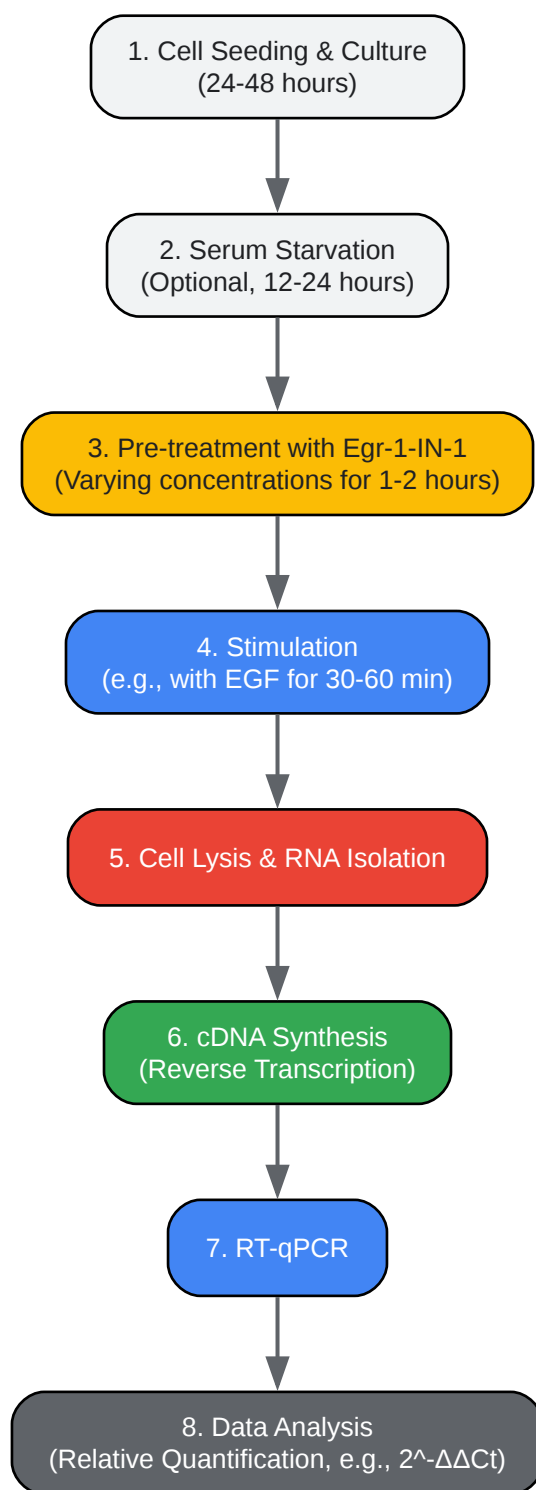 1. Cell Seeding & Culture
(24-48 hours)
2. Serum Starvation
(Optional, 12-24 hours)
3. Pre-treatment with Egr-1-IN-1
(Varying concentrations for 1-2 hours)
4. Stimulation
(e.g., with EGF for 30-60 min)
5. Cell Lysis & RNA Isolation
6. cDNA Synthesis
(Reverse Transcription)
7. RT-qPCR
8. Data Analysis
(Relative Quantification, e.g., 2^-ΔΔCt)